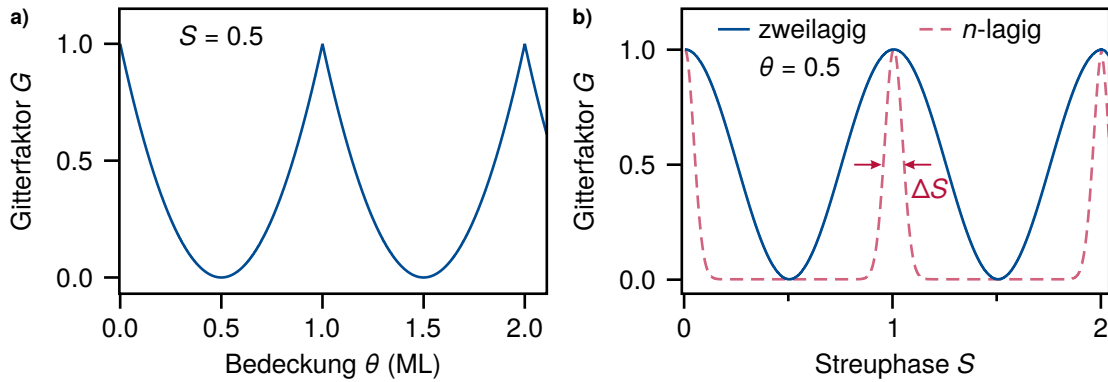 a)
S = 0.5
Gitterfaktor G
1.0
0.5
0.0
0.0 0.5 1.0 1.5 2.0
Bedeckung θ (ML)
b)
zweilagig n-lagig
θ = 0.5
Gitterfaktor G
1.0
0.5
0.0
ΔS
0 1 2
Streuphase S